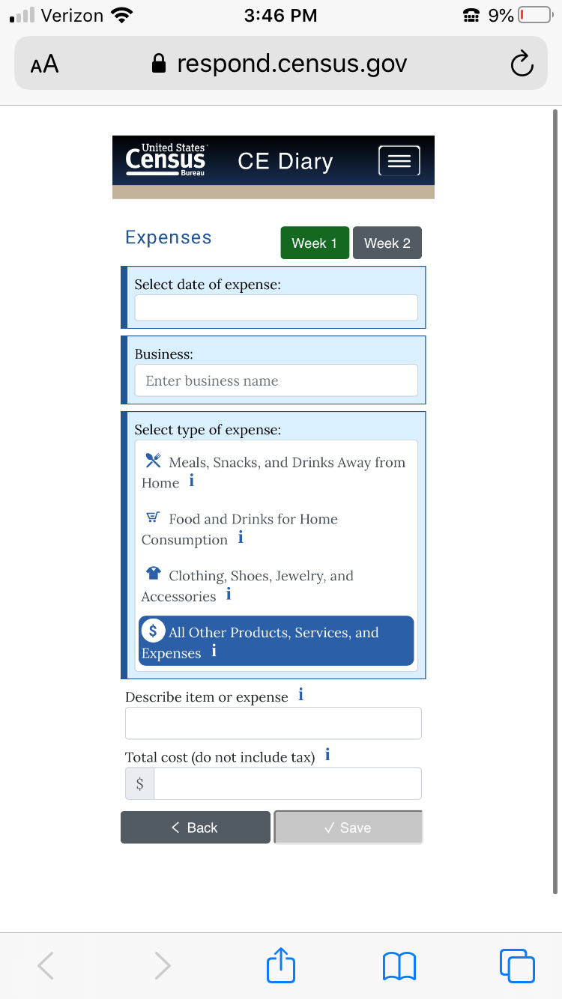 Verizon 3:46 PM 9%
AA respond.census.gov
United States
Census
Bureau
CE Diary
Expenses
Week 1 Week 2
Select date of expense:
Business:
Enter business name
Select type of expense:
Meals, Snacks, and Drinks Away from
Home i
Food and Drinks for Home
Consumption i
Clothing, Shoes, Jewelry, and
Accessories i
$ All Other Products, Services, and
Expenses i
Describe item or expense i
Total cost (do not include tax) i
$
< Back ✓ Save